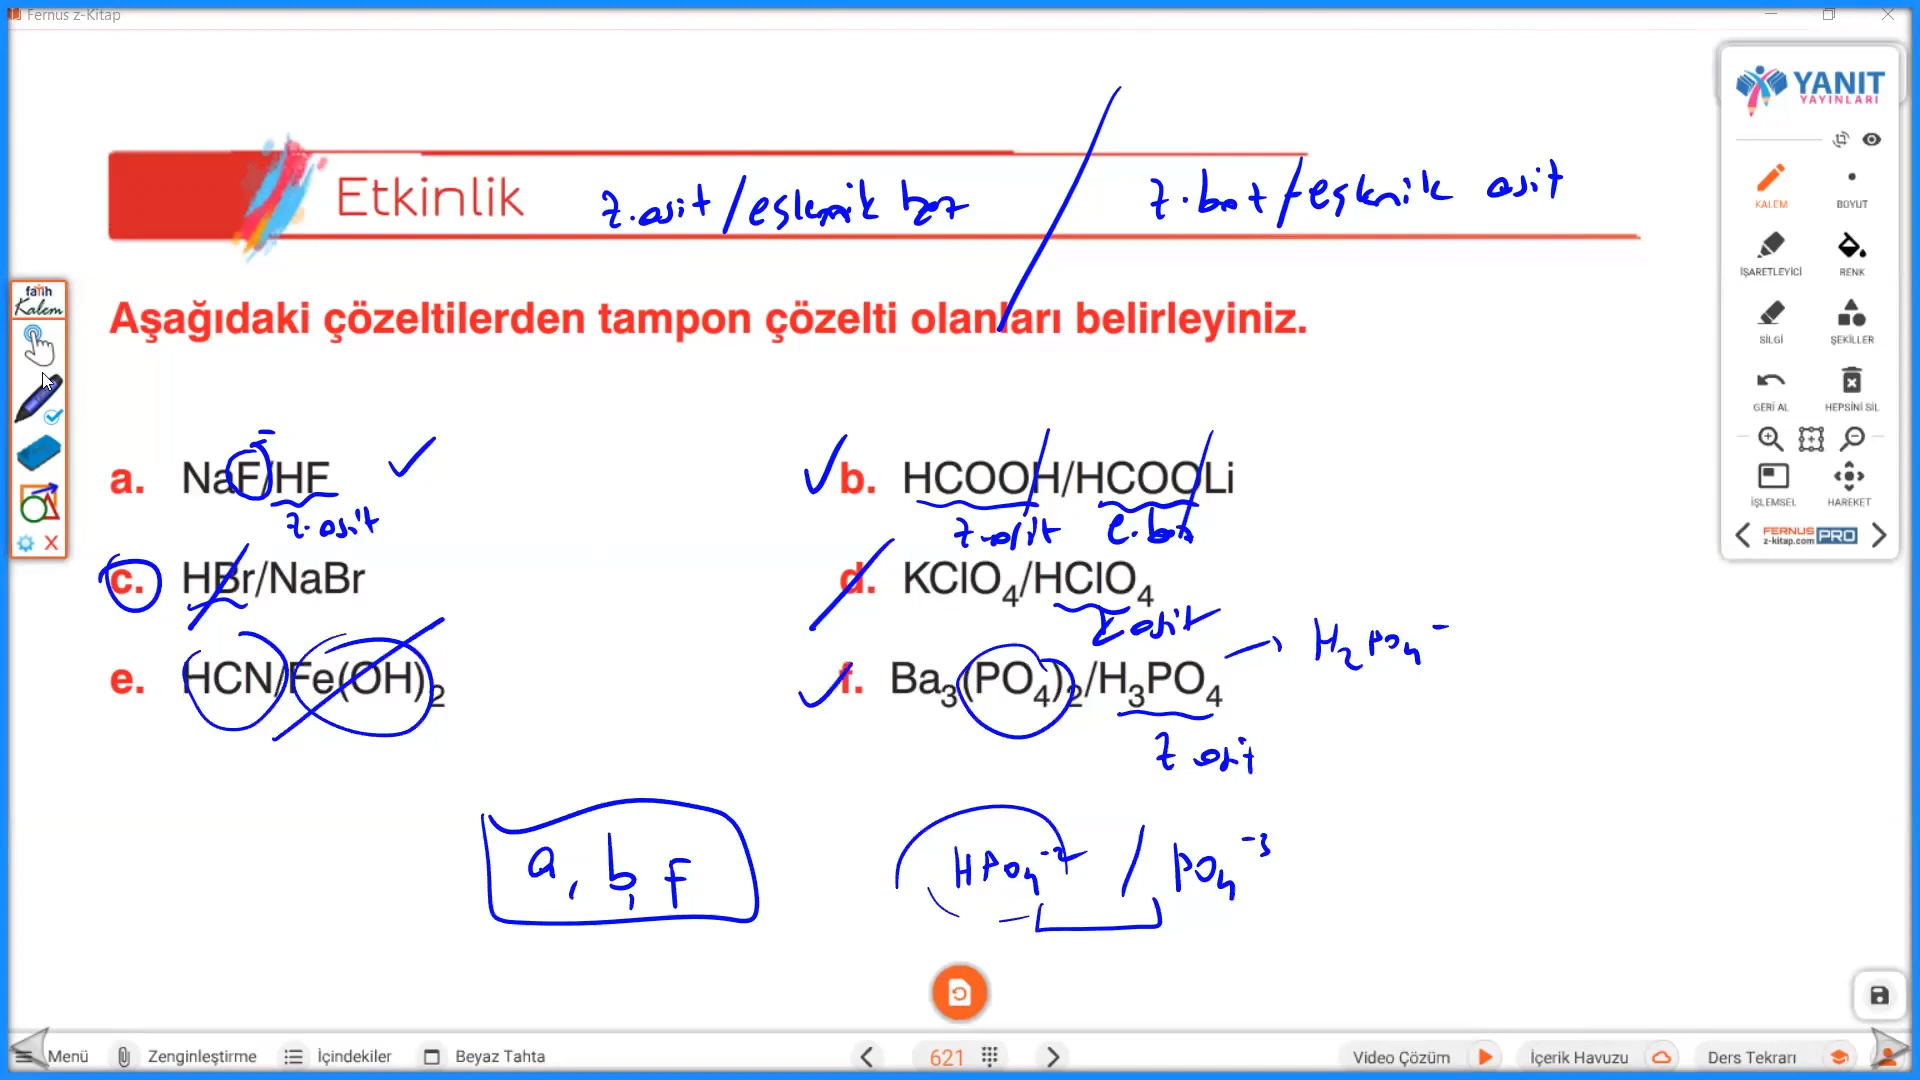 Fernus z-Kitap
YANIT
YAYINLARI
Etkinlik
z.asit/eşlenik baz
z.baz/eşlenik asit
KALEM
BOYUT
İŞARETLEYİCİ
RENK
fatih
Kalem
Aşağıdaki çözeltilerden tampon çözelti olanları belirleyiniz.
SİLGİ
ŞEKİLLER
GERİ AL
HEPSİNİ SİL
a. NaF/HF
z.asit
b. HCOOH/HCOOLi
z.asit e.baz
İŞLEMSEL
HAREKET
FERNUS PRO
z-kitap.com
c. HBr/NaBr
d. KClO₄/HClO₄
asit
e. HCN/Fe(OH)₂
f. Ba₃(PO₄)₂/H₃PO₄
H₂PO₄⁻
z asit
a, b, f
HPO₄⁻² / PO₄⁻³
Menü
Zenginleştirme
İçindekiler
Beyaz Tahta
621
Video Çözüm
İçerik Havuzu
Ders Tekrarı